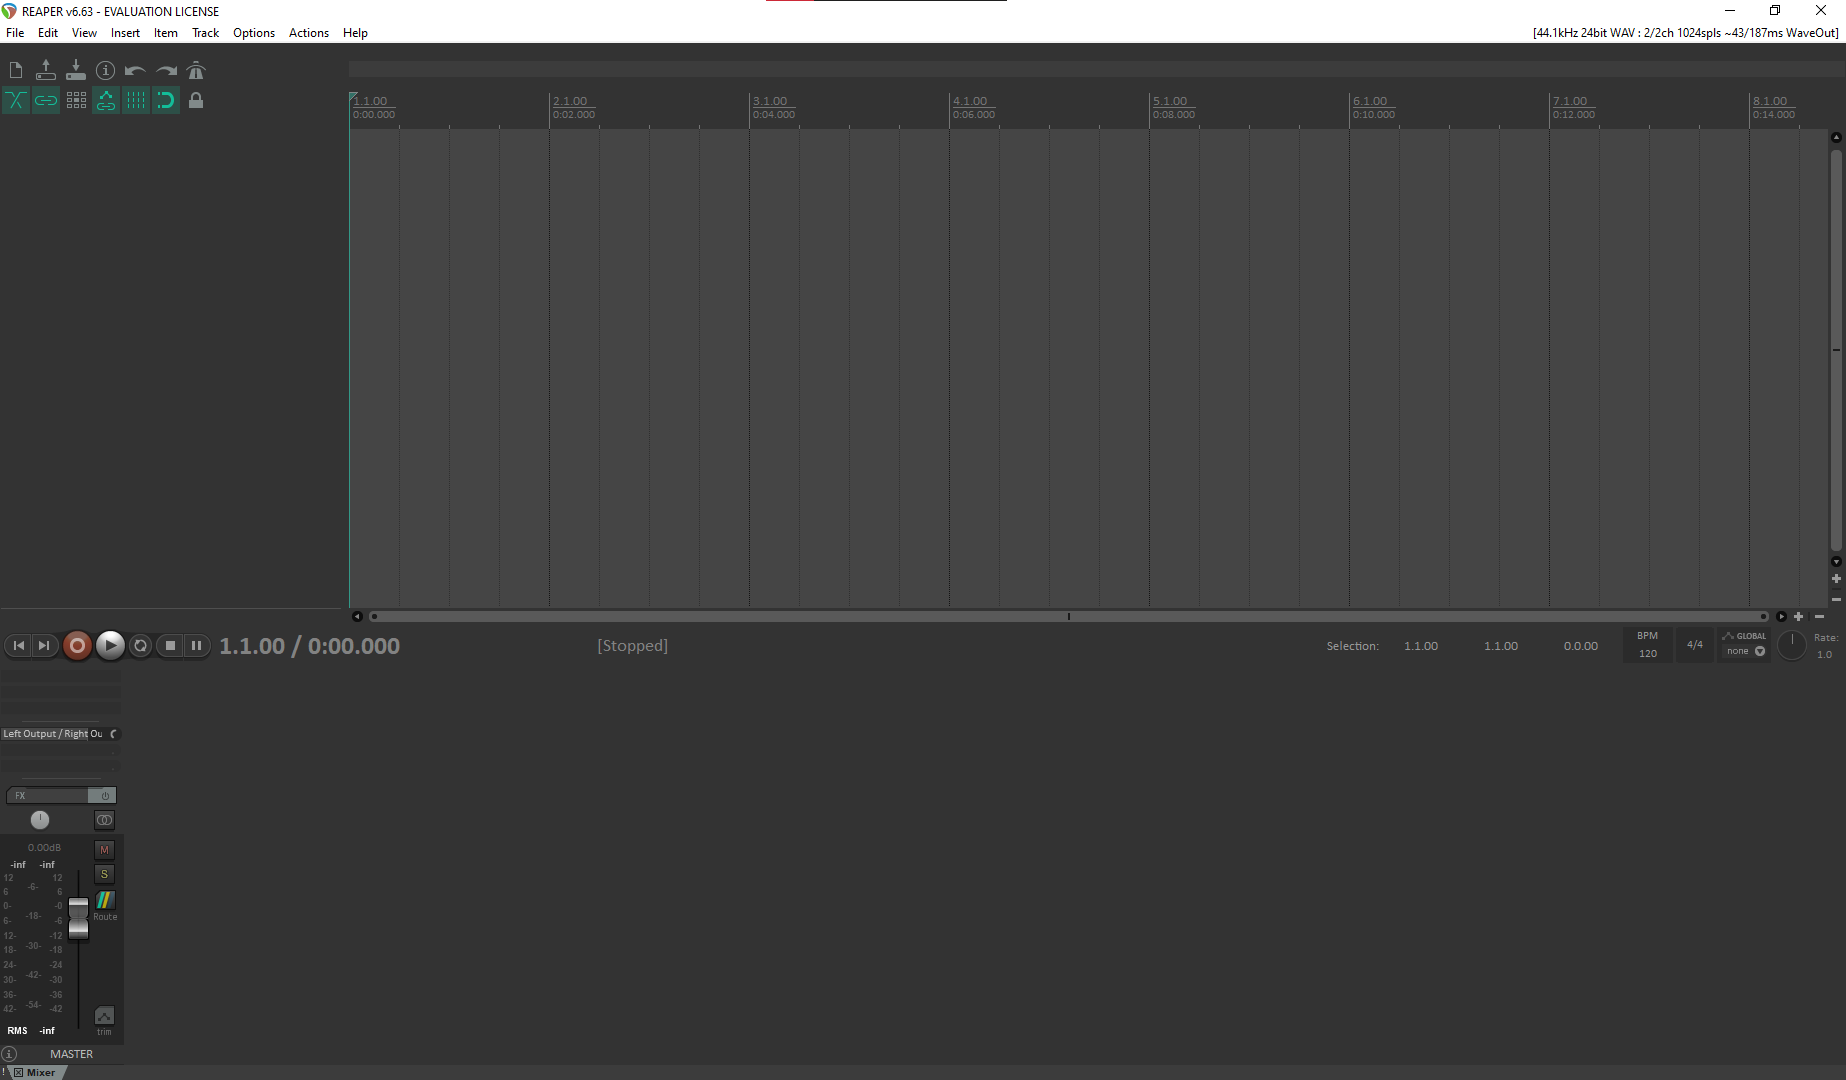 REAPER v6.63 - EVALUATION LICENSE
File Edit View Insert Item Track Options Actions Help
[44.1kHz 24bit WAV : 2/2ch 1024spls ~43/187ms WaveOut]
1.1.00 2.1.00 3.1.00 4.1.00 5.1.00 6.1.00 7.1.00 8.1.00
0:00.000 0:02.000 0:04.000 0:06.000 0:08.000 0:10.000 0:12.000 0:14.000
1.1.00 / 0:00.000
[Stopped]
Selection: 1.1.00 1.1.00 0.0.00
BPM
120
4/4
GLOBAL
none
Rate:
1.0
Left Output / Right Ou
FX
0.00dB
M
-inf -inf
S
12 12
-6-
6 6
0- -0
-18-
6- -6
Route
12- -12
-30-
18- -18
24- -24
-42-
30- -30
36- -36
-54-
42- -42
RMS -inf
trim
MASTER
! Mixer